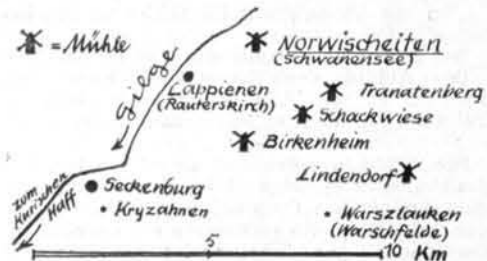 = Mühle
Norwischeiten
(Schwanensee)
Gilge
Lappienen
(Rauterskirch)
Tranatenberg
Schackwiese
Birkenheim
Lindendorf
zum
Kurischen
Haff
Seckenburg
Kryzahnen
Warszlauken
(Warschfelde)
5
10 Km